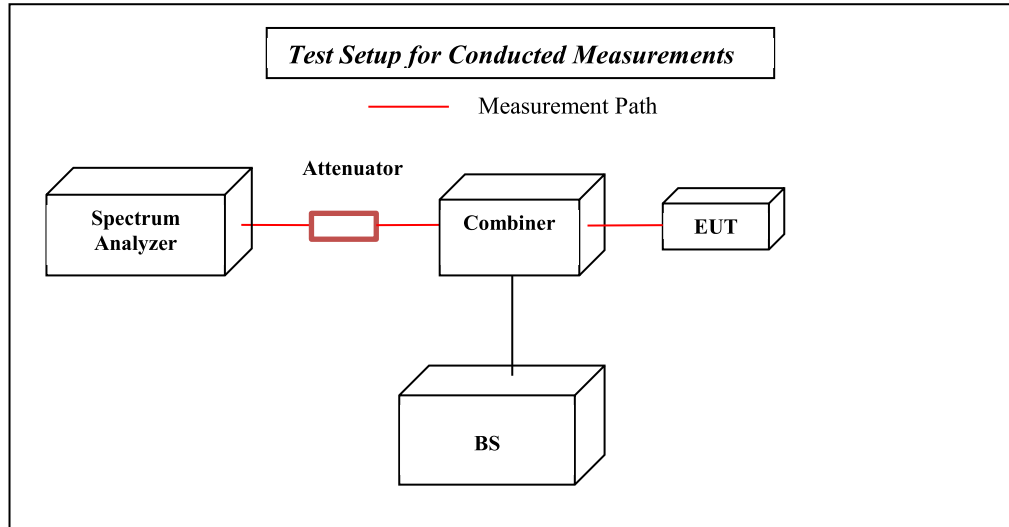 Test Setup for Conducted Measurements
Measurement Path
Attenuator
Spectrum
Analyzer
Combiner
EUT
BS